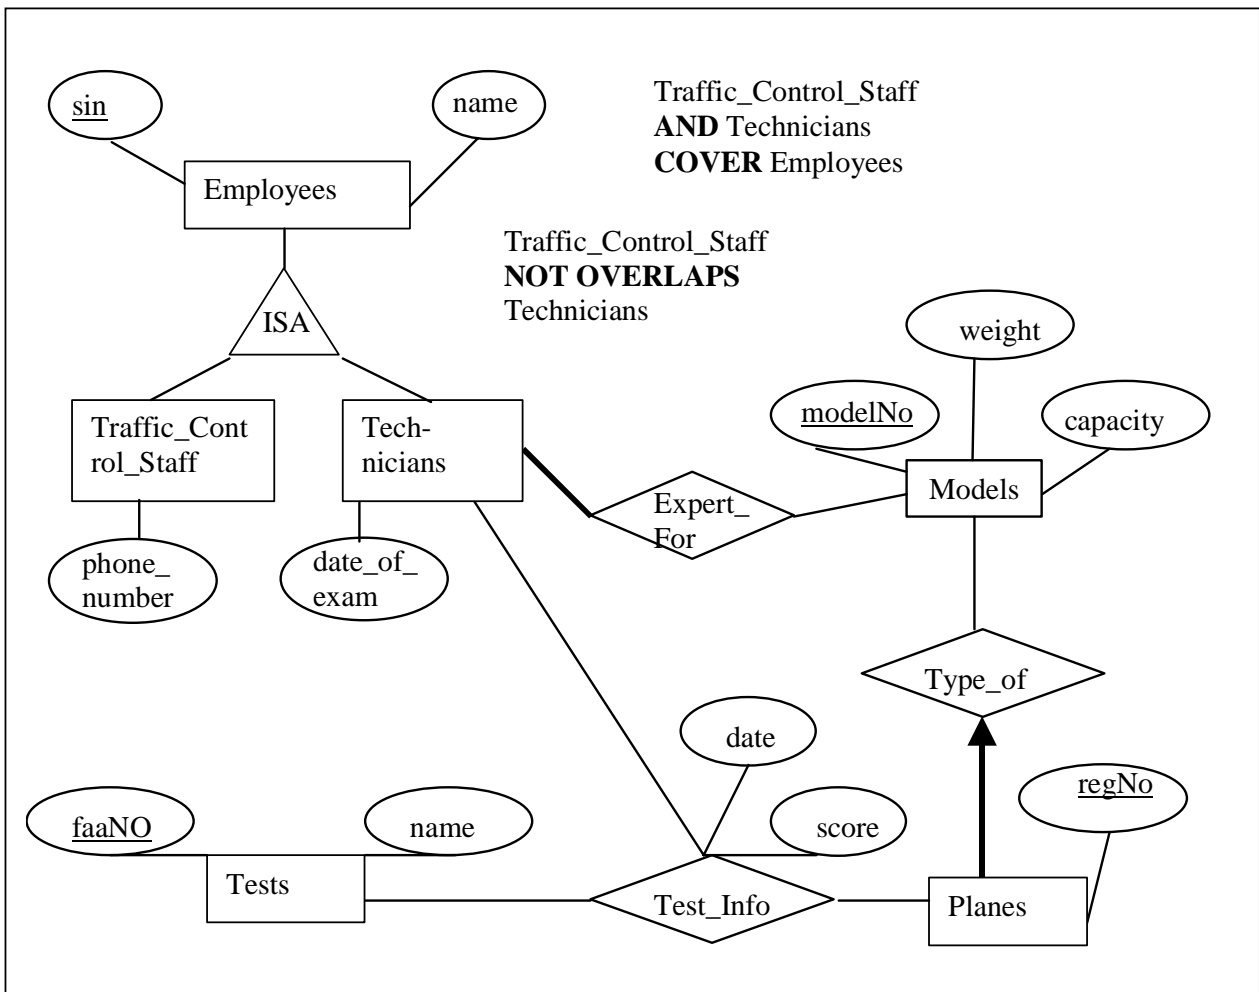 sin
name
Traffic_Control_Staff
AND Technicians
COVER Employees
Employees
Traffic_Control_Staff
NOT OVERLAPS
Technicians
ISA
weight
modelNo
capacity
Traffic_Cont
rol_Staff
Tech-
nicians
Models
Expert_
For
phone_
number
date_of_
exam
Type_of
date
regNo
faaNO
name
score
Tests
Test_Info
Planes